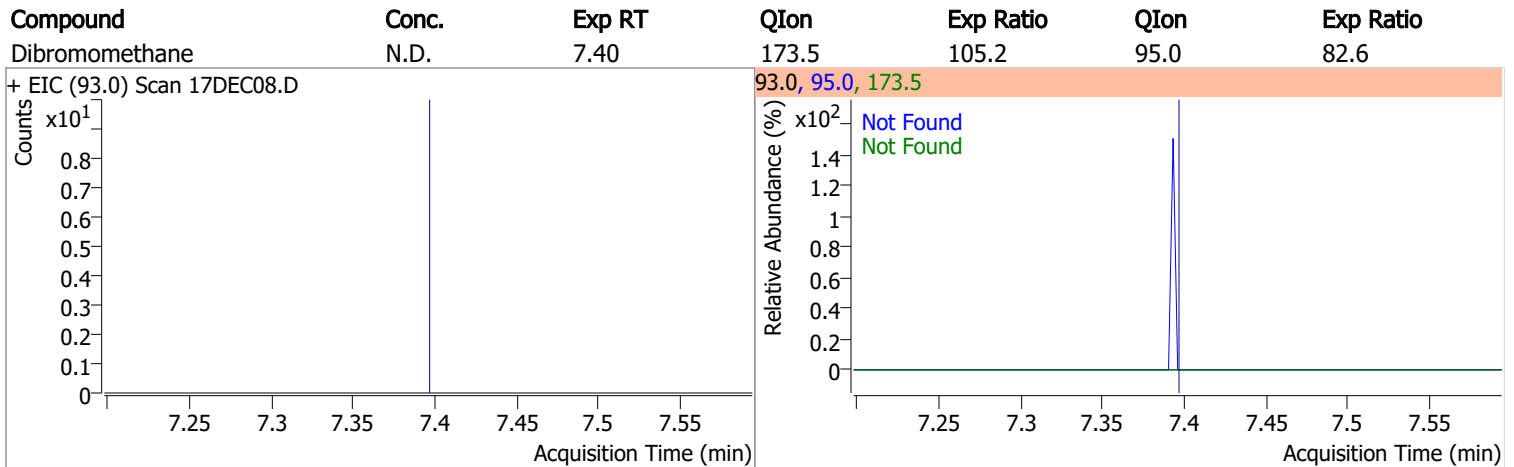 Compound Conc. Exp RT QIon Exp Ratio QIon Exp Ratio
Dibromomethane N.D. 7.40 173.5 105.2 95.0 82.6
+ EIC (93.0) Scan 17DEC08.D
Counts
x10¹
0.8
0.7
0.6
0.5
0.4
0.3
0.2
0.1
0
7.25 7.3 7.35 7.4 7.45 7.5 7.55
Acquisition Time (min)
93.0, 95.0, 173.5
Relative Abundance (%)
x10²
Not Found
Not Found
1.4
1.2
1
0.8
0.6
0.4
0.2
0
7.25 7.3 7.35 7.4 7.45 7.5 7.55
Acquisition Time (min)